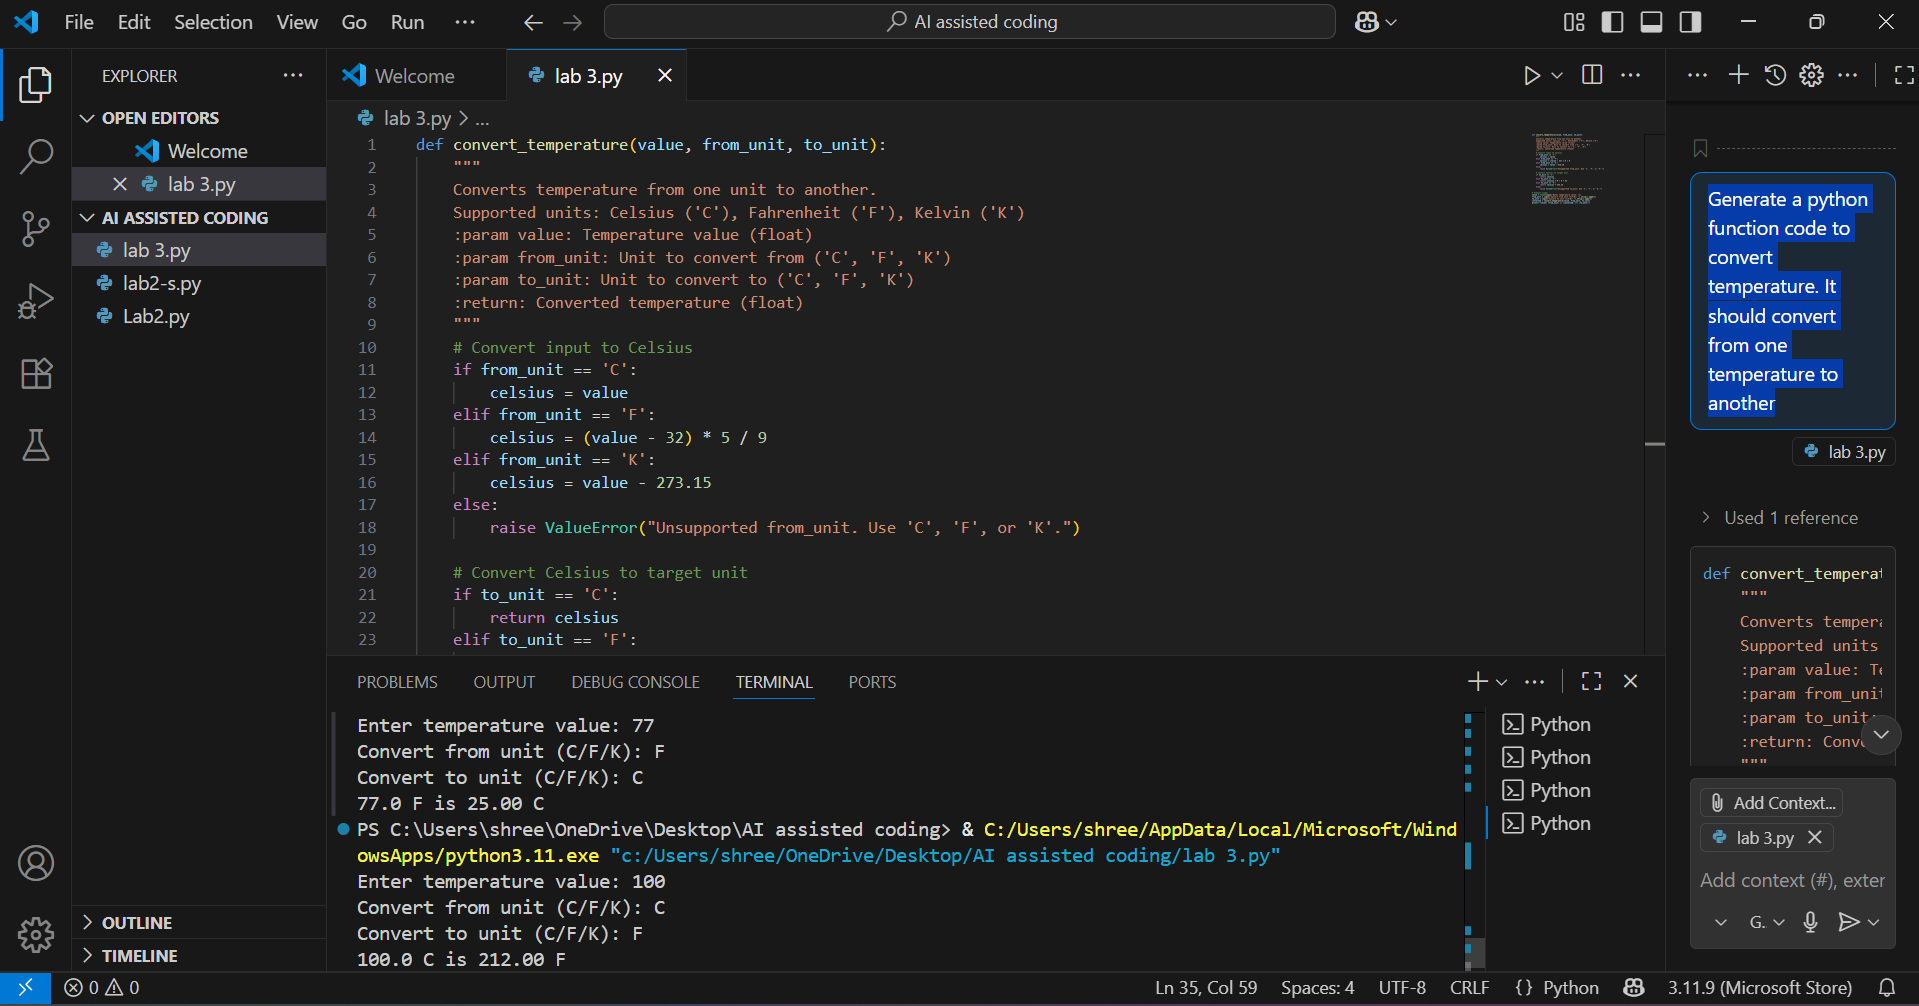 File Edit Selection View Go Run ... AI assisted coding
EXPLORER
OPEN EDITORS
Welcome
lab 3.py
AI ASSISTED CODING
lab 3.py
lab2-s.py
Lab2.py
OUTLINE
TIMELINE
Welcome
lab 3.py
lab 3.py > ...
1 def convert_temperature(value, from_unit, to_unit):
2 """
3 Converts temperature from one unit to another.
4 Supported units: Celsius ('C'), Fahrenheit ('F'), Kelvin ('K')
5 :param value: Temperature value (float)
6 :param from_unit: Unit to convert from ('C', 'F', 'K')
7 :param to_unit: Unit to convert to ('C', 'F', 'K')
8 :return: Converted temperature (float)
9 """
10 # Convert input to Celsius
11 if from_unit == 'C':
12 celsius = value
13 elif from_unit == 'F':
14 celsius = (value - 32) * 5 / 9
15 elif from_unit == 'K':
16 celsius = value - 273.15
17 else:
18 raise ValueError("Unsupported from_unit. Use 'C', 'F', or 'K'.")
19
20 # Convert Celsius to target unit
21 if to_unit == 'C':
22 return celsius
23 elif to_unit == 'F':
PROBLEMS OUTPUT DEBUG CONSOLE TERMINAL PORTS
Enter temperature value: 77
Convert from unit (C/F/K): F
Convert to unit (C/F/K): C
77.0 F is 25.00 C
PS C:\Users\shree\OneDrive\Desktop\AI assisted coding> & C:/Users/shree/AppData/Local/Microsoft/Wind
owsApps/python3.11.exe "c:/Users/shree/OneDrive/Desktop/AI assisted coding/lab 3.py"
Enter temperature value: 100
Convert from unit (C/F/K): C
Convert to unit (C/F/K): F
100.0 C is 212.00 F
Python
Python
Python
Python
Generate a python
function code to
convert
temperature. It
should convert
from one
temperature to
another
lab 3.py
Used 1 reference
def convert_temperat
"""
Converts tempera
Supported units
:param value: Te
:param from_unit
:param to_unit:
:return: Conv
"""
Add Context...
lab 3.py
Add context (#), exter
G.
0 0
Ln 35, Col 59 Spaces: 4 UTF-8 CRLF {} Python 3.11.9 (Microsoft Store)